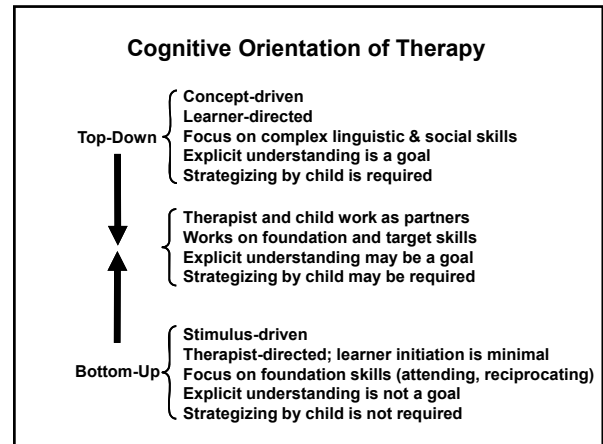 Cognitive Orientation of Therapy
Concept-driven
Learner-directed
Top-Down
Focus on complex linguistic & social skills
Explicit understanding is a goal
Strategizing by child is required
Therapist and child work as partners
Works on foundation and target skills
Explicit understanding may be a goal
Strategizing by child may be required
Stimulus-driven
Therapist-directed; learner initiation is minimal
Bottom-Up
Focus on foundation skills (attending, reciprocating)
Explicit understanding is not a goal
Strategizing by child is not required